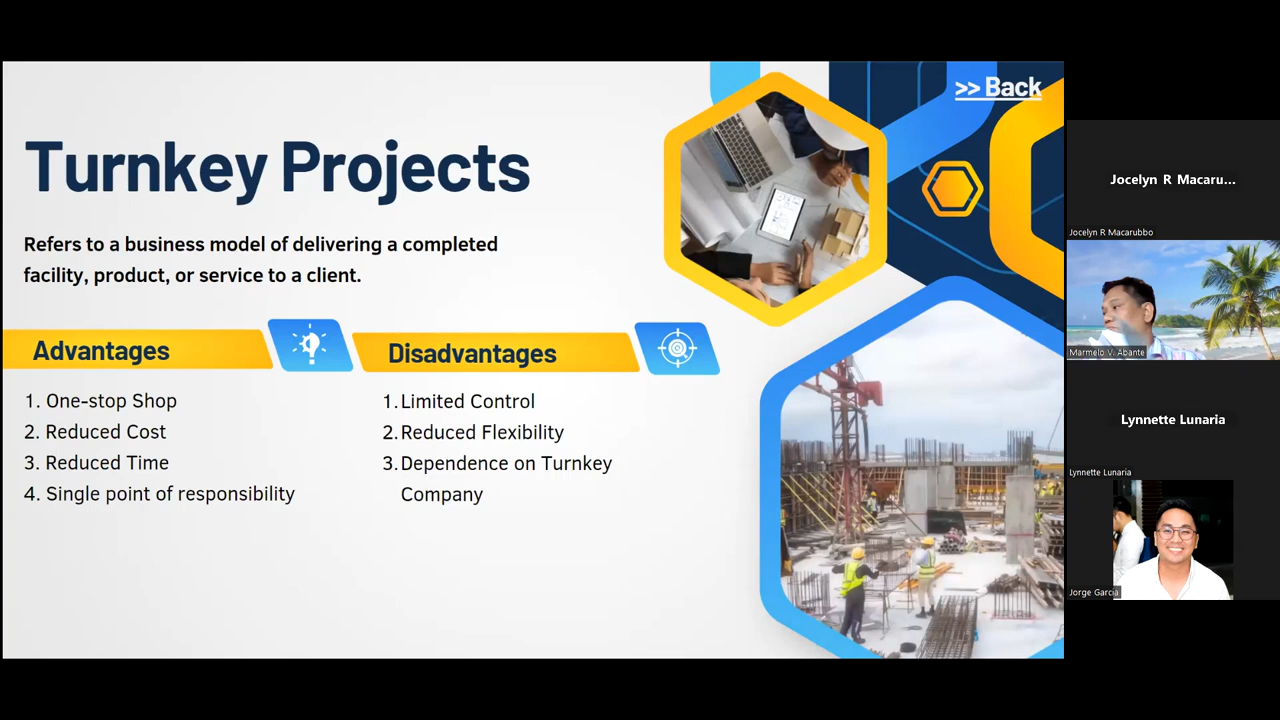 >> Back
Turnkey Projects
Refers to a business model of delivering a completed
facility, product, or service to a client.
Advantages
1. One-stop Shop
2. Reduced Cost
3. Reduced Time
4. Single point of responsibility
Disadvantages
1. Limited Control
2. Reduced Flexibility
3. Dependence on Turnkey
Company
Jocelyn R Macaru...
Jocelyn R Macarubbo
Marmelo V. Abante
Lynnette Lunaria
Lynnette Lunaria
Jorge Garcia